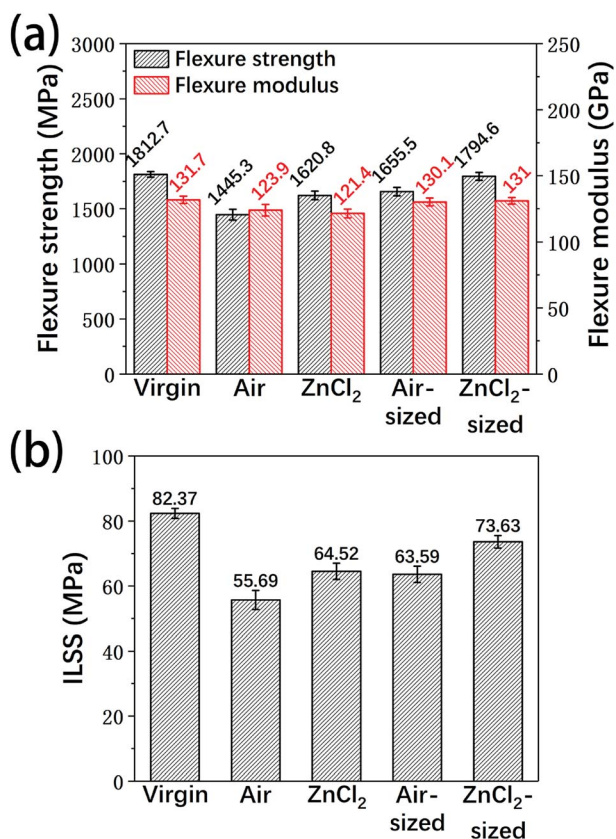 (a)
Flexure strength (MPa)
3000
2500
2000
1500
1000
500
0
Flexure strength
Flexure modulus
1812.7
131.7
1445.3
123.9
1620.8
121.4
1655.5
130.1
1794.6
131
250
200
150
100
50
0
Flexure modulus (GPa)
Virgin
Air
ZnCl₂
Air-
sized
ZnCl₂-
sized
(b)
ILSS (MPa)
100
80
60
40
20
0
82.37
55.69
64.52
63.59
73.63
Virgin
Air
ZnCl₂
Air-
sized
ZnCl₂-
sized